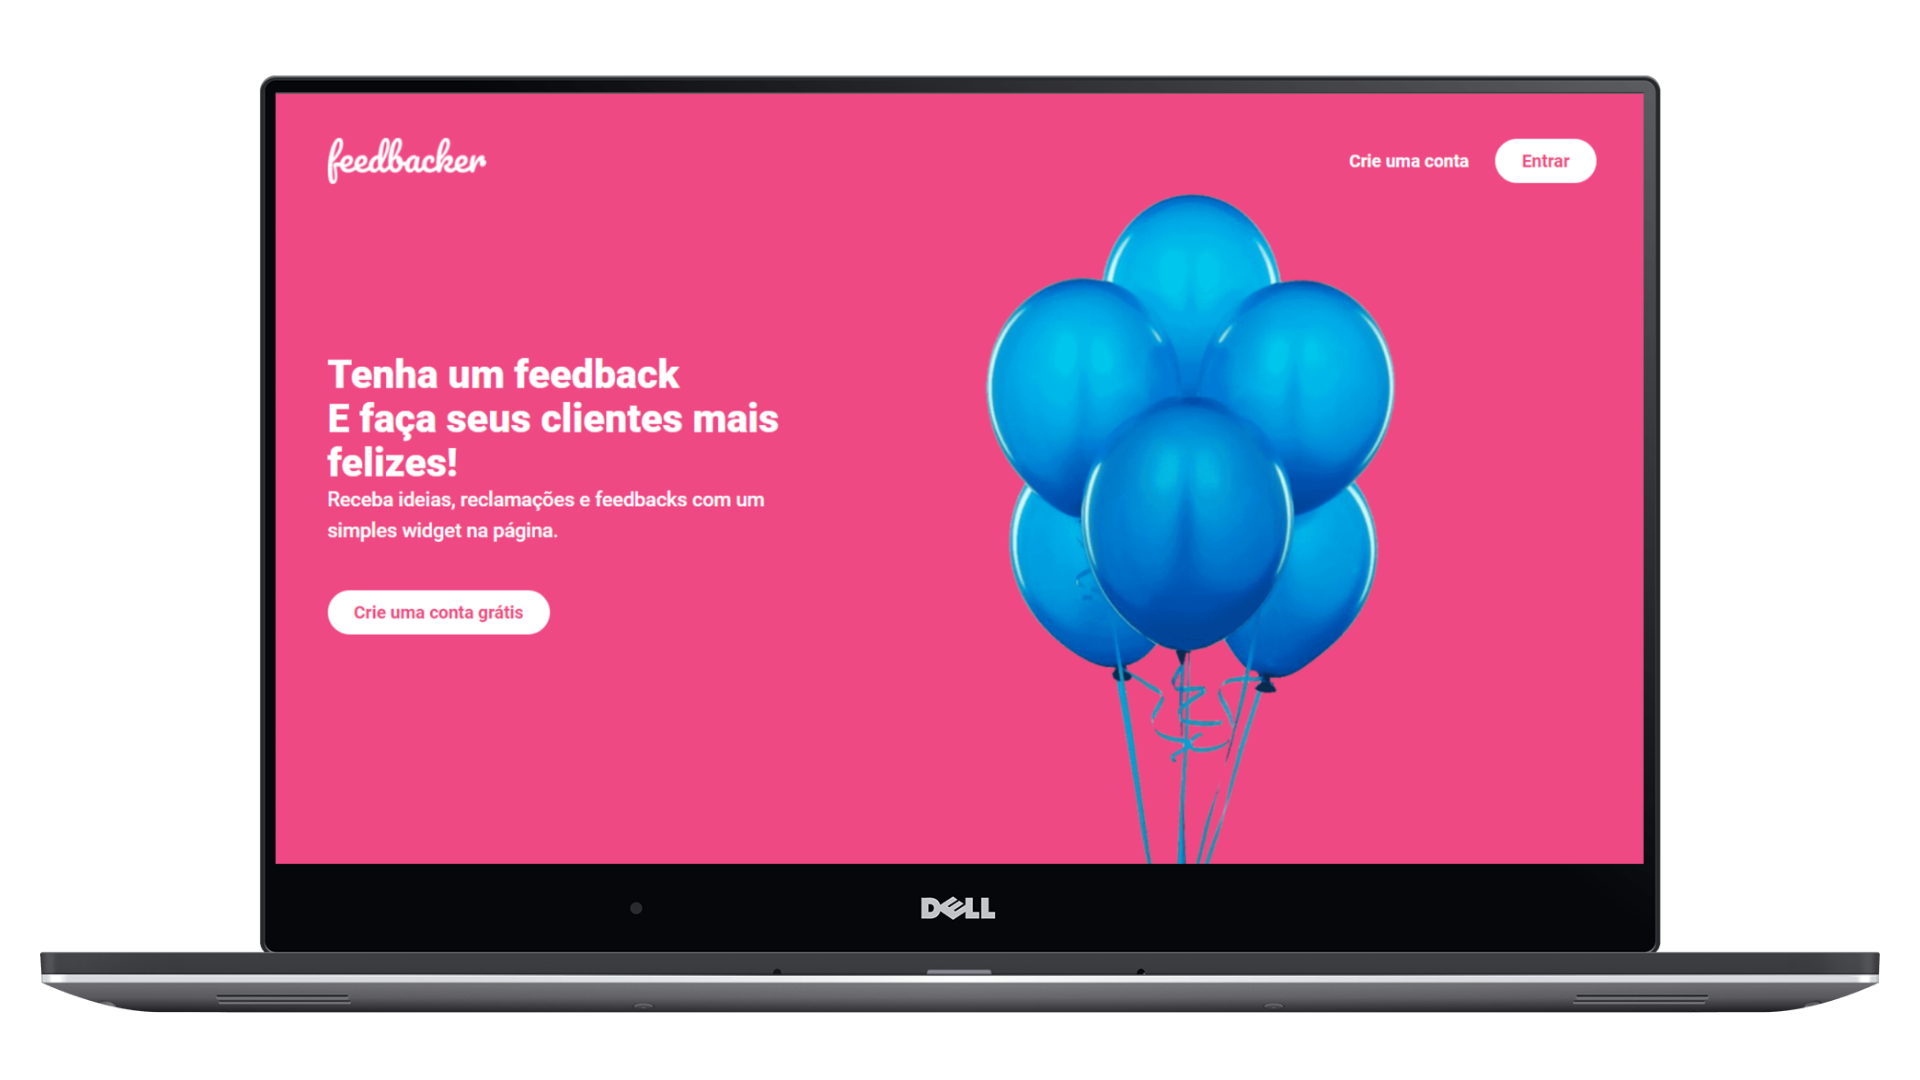 feedbacker
Crie uma conta
Entrar
Tenha um feedback
E faça seus clientes mais
felizes!
Receba ideias, reclamações e feedbacks com um
simples widget na página.
Crie uma conta grátis
DELL